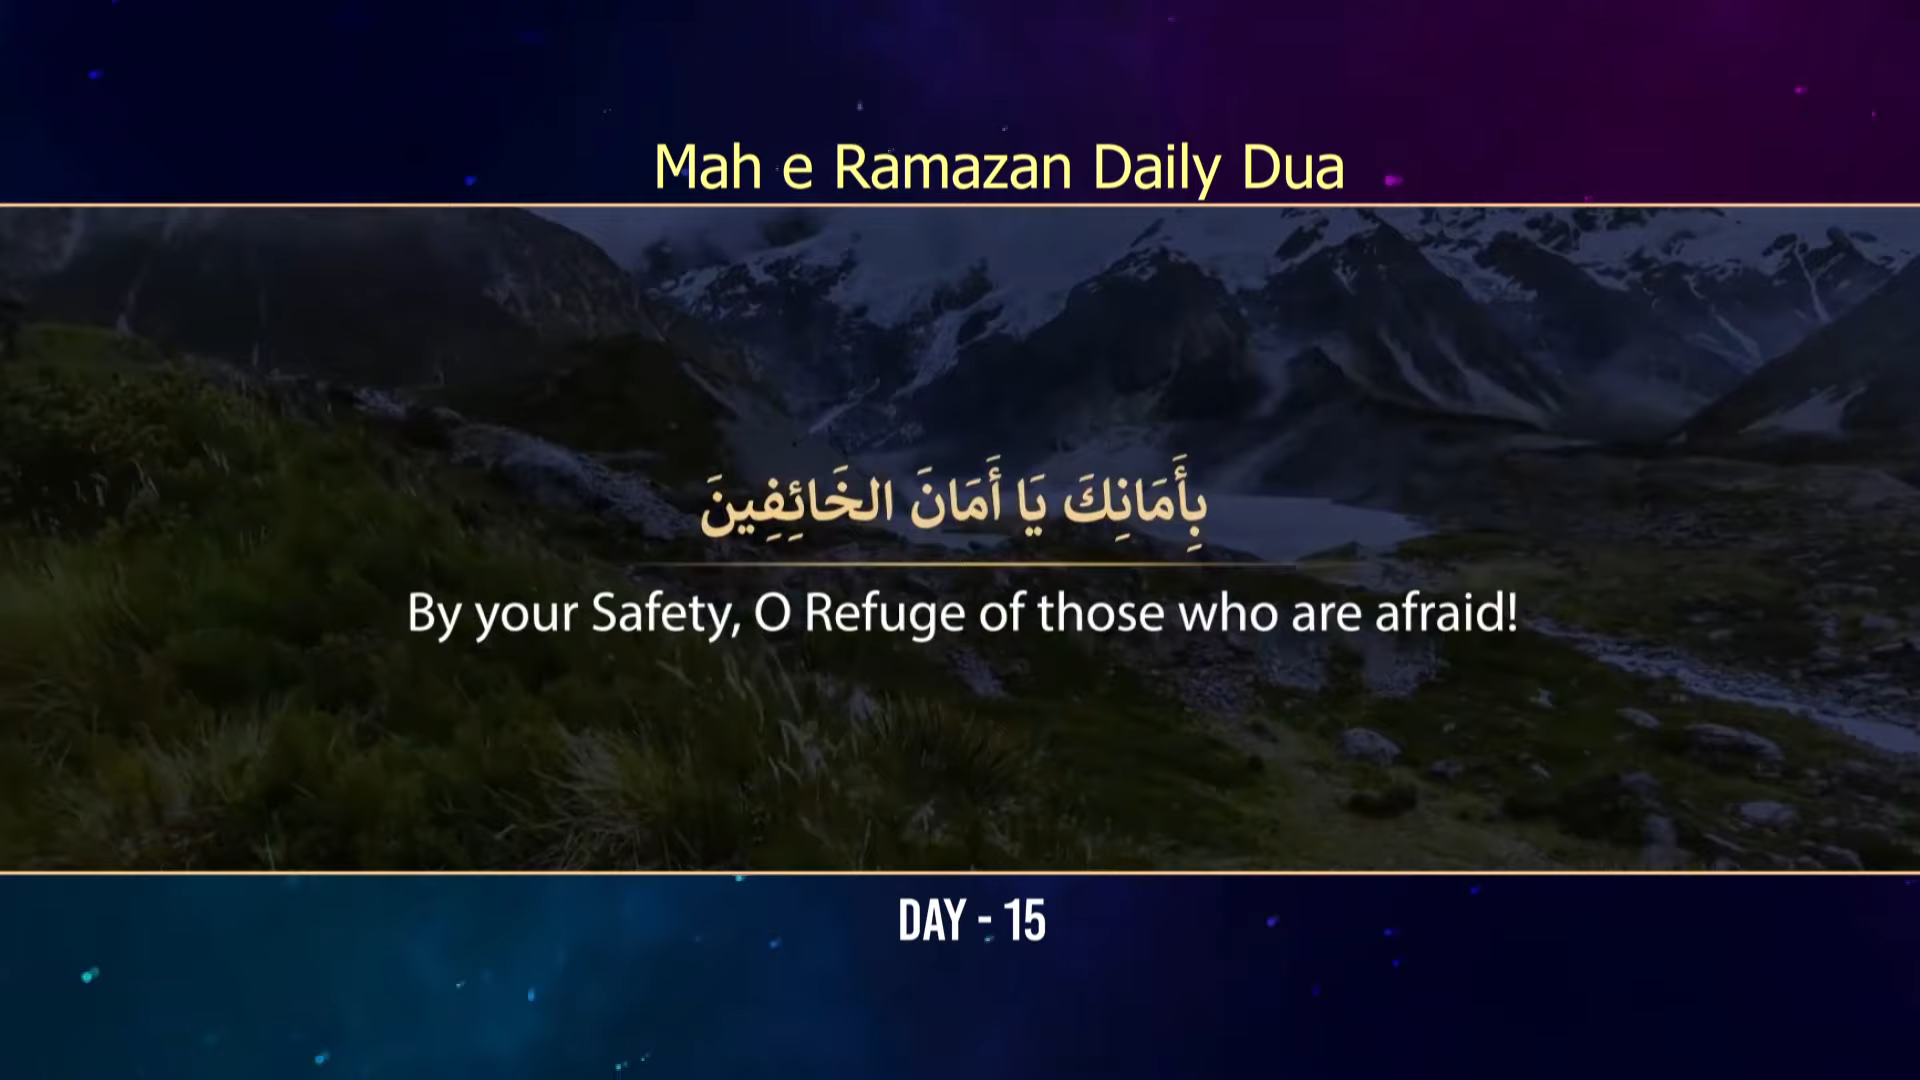 Mah e Ramazan Daily Dua
بِأَمَانِكَ يَا أَمَانَ الخَائِفِينَ
By your Safety, O Refuge of those who are afraid!
DAY - 15